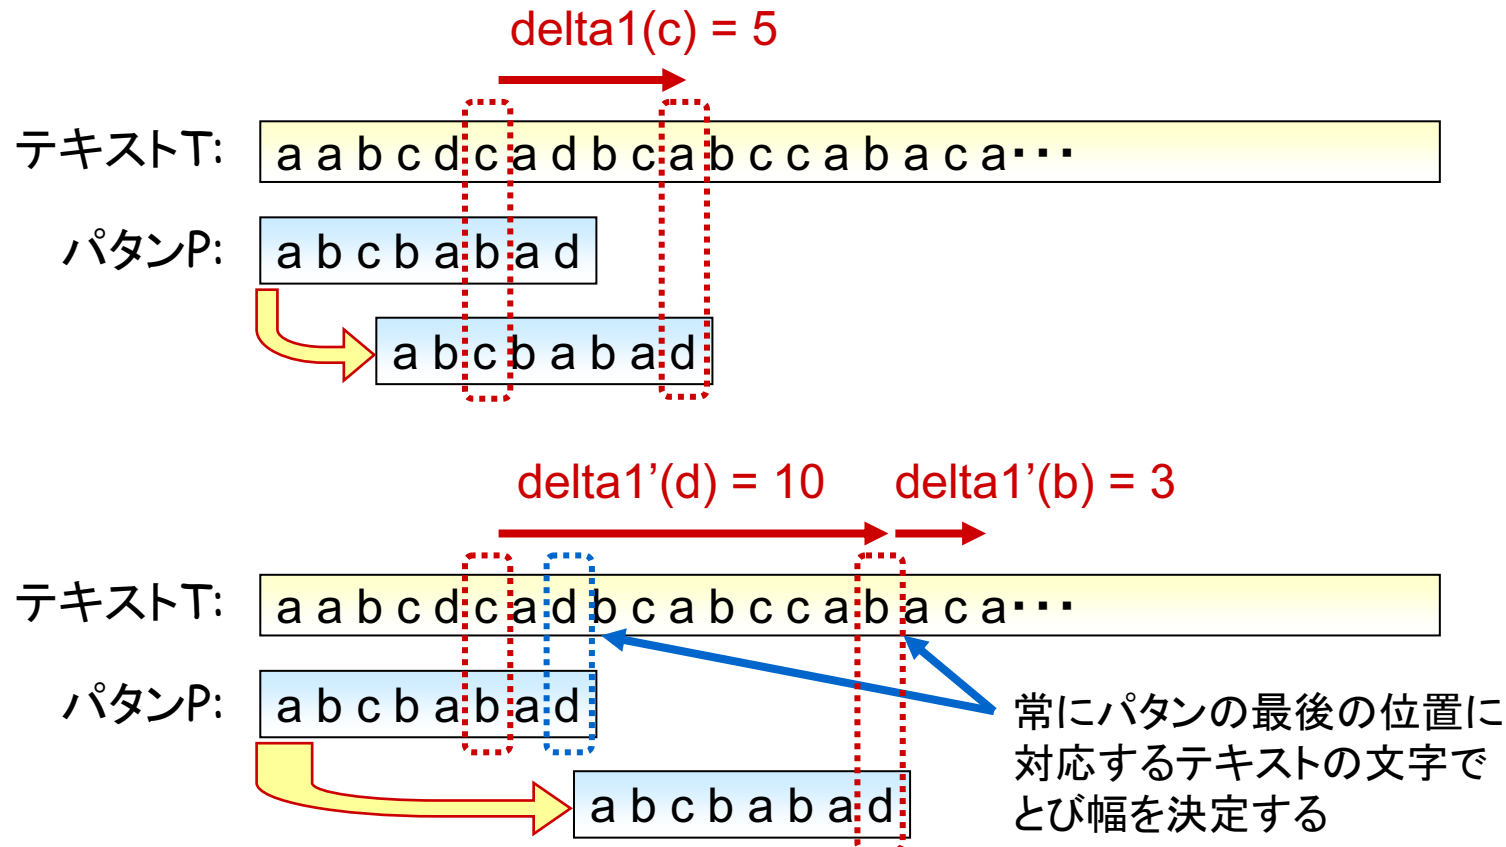 delta1(c) = 5
テキストT: a a b c d c a d b c a b c c a b a c a・・・
パタンP: a b c b a b a d
a b c b a b a d
delta1’(d) = 10 delta1’(b) = 3
テキストT: a a b c d c a d b c a b c c a b a c a・・・
パタンP: a b c b a b a d
常にパタンの最後の位置に
対応するテキストの文字で
とび幅を決定する
a b c b a b a d